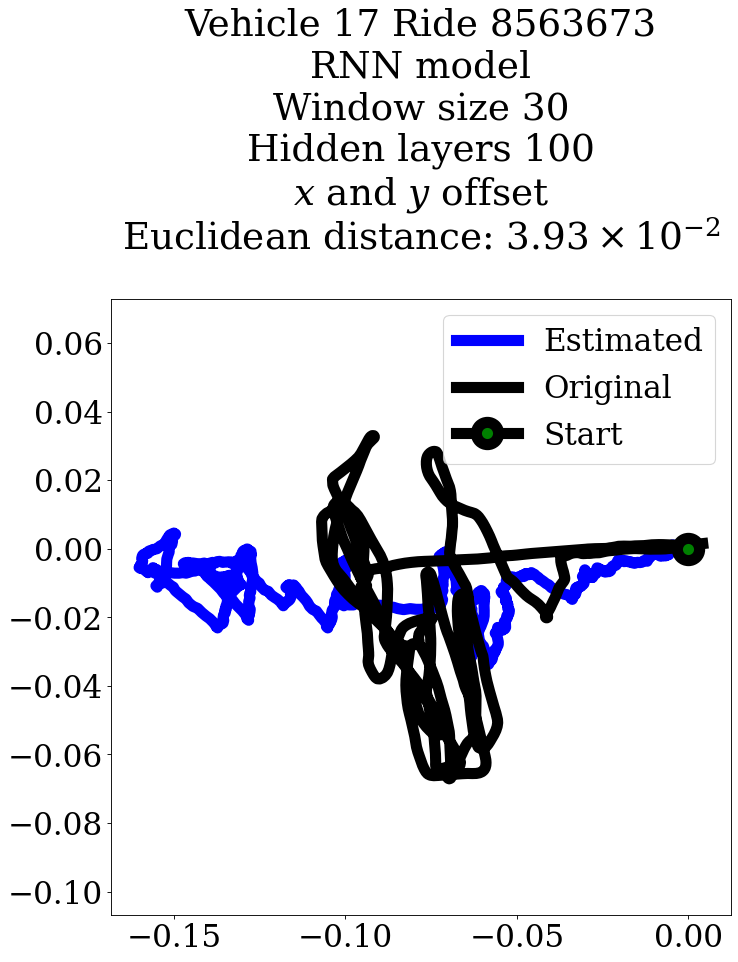 Vehicle 17 Ride 8563673
RNN model
Window size 30
Hidden layers 100
x and y offset
Euclidean distance: 3.93 × 10⁻²
Estimated
Original
Start
0.06
0.04
0.02
0.00
−0.02
−0.04
−0.06
−0.08
−0.10
−0.15
−0.10
−0.05
0.00